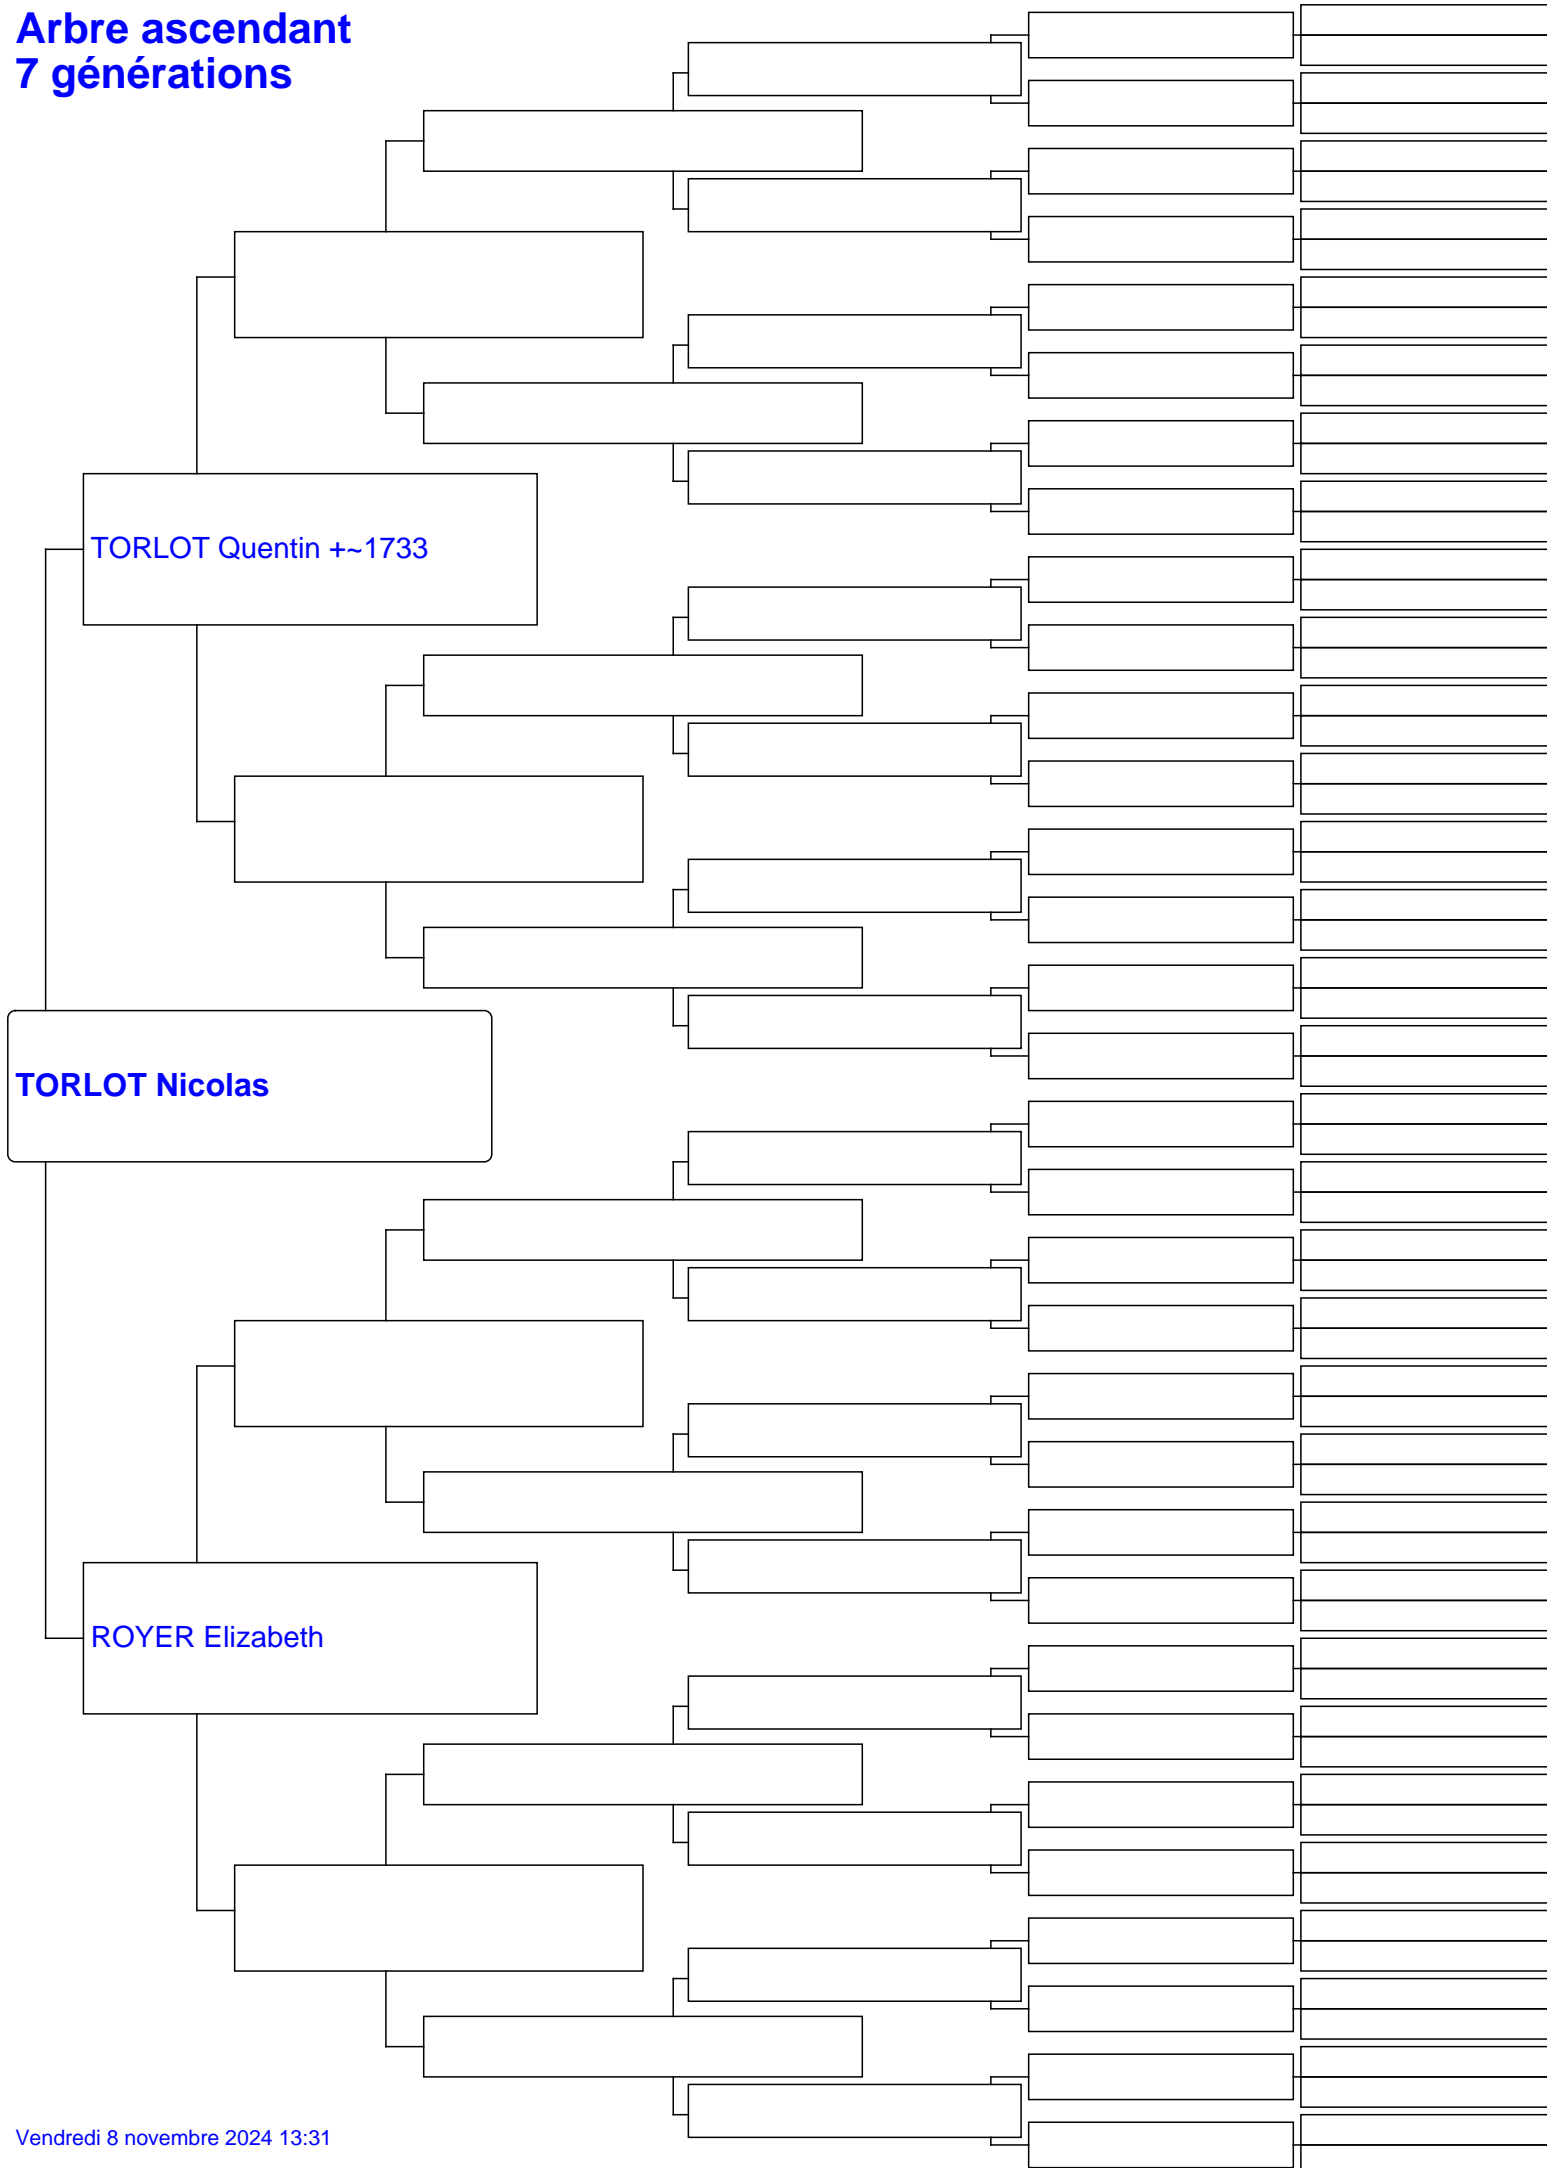 Arbre ascendant
7 générations
TORLOT Quentin +~1733
TORLOT Nicolas
ROYER Elizabeth
Vendredi 8 novembre 2024 13:31